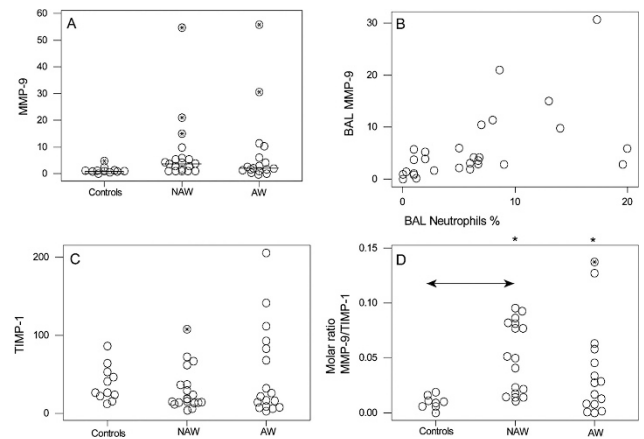 A
60
50
40
30
20
10
0
MMP-9
Controls NAW AW
B
30
20
10
0
BAL MMP-9
0 10 20
BAL Neutrophils %
C
200
100
0
TIMP-1
Controls NAW AW
D
* *
0.15
0.10
0.05
0.00
Molar ratio
MMP-9/TIMP-1
Controls NAW AW